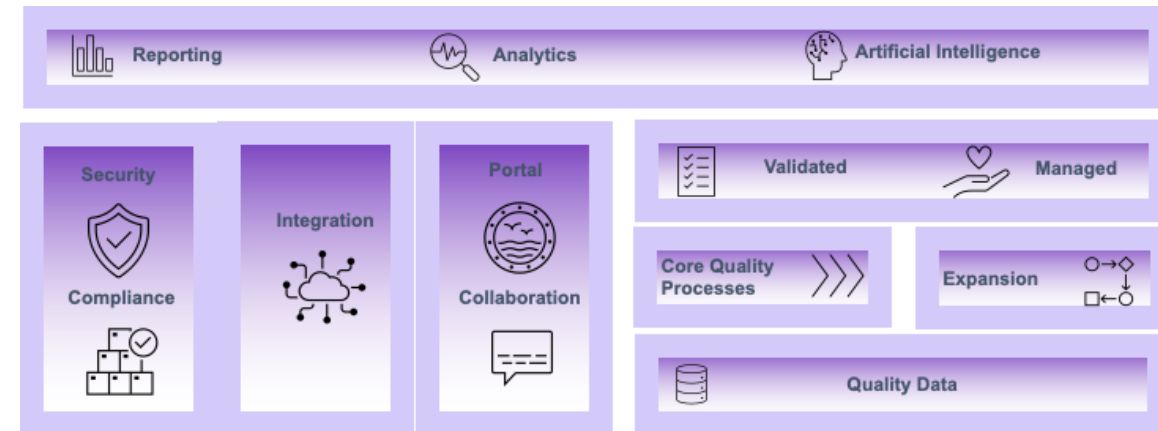 Reporting
Analytics
Artificial Intelligence
Security
Compliance
Integration
Portal
Collaboration
Validated
Managed
Core Quality
Processes
Expansion
Quality Data